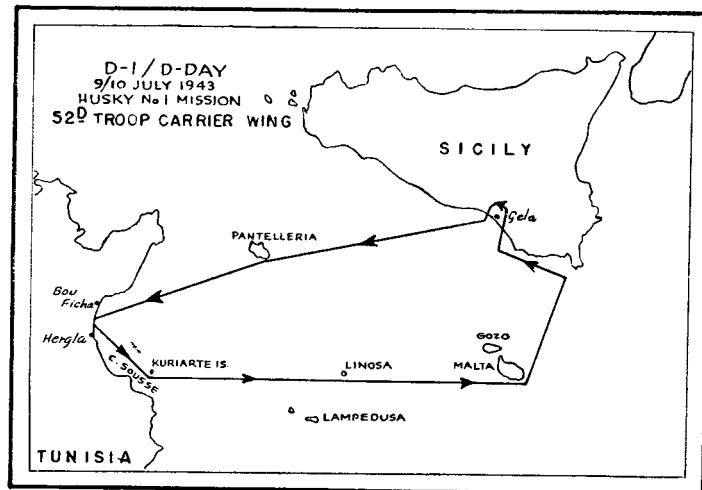 D-1 / D-DAY
9/10 JULY 1943
HUSKY No 1 MISSION
52D TROOP CARRIER WING
SICILY
Gela
PANTELLERIA
Bou
Ficha
Hergla
C. SOUSSE
KURIARTE IS.
LINOSA
GOZO
MALTA
LAMPEDUSA
TUNISIA